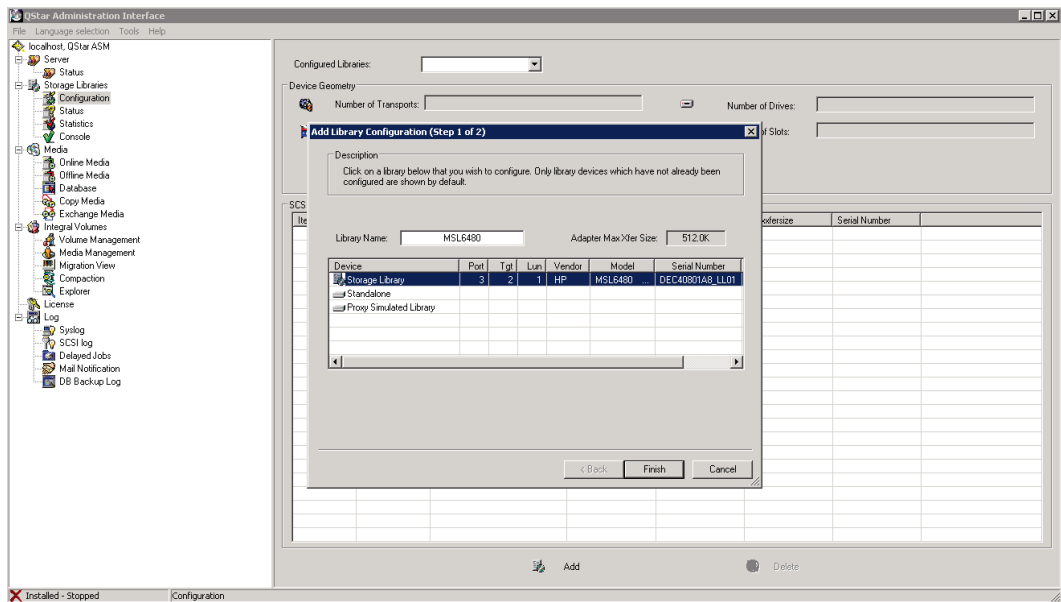 QStar Administration Interface
File Language selection Tools Help
localhost, QStar ASM
Server
Status
Storage Libraries
Configuration
Status
Statistics
Console
Media
Online Media
Offline Media
Database
Copy Media
Exchange Media
Integral Volumes
Volume Management
Media Management
Migration View
Compaction
Explorer
License
Log
Syslog
SCSI log
Delayed Jobs
Mail Notification
DB Backup Log
Configured Libraries:
Device Geometry
Number of Transports:
Number of Drives:
of Slots:
SCS
Ite
Serial Number
Add Library Configuration (Step 1 of 2)
Description
Click on a library below that you wish to configure. Only library devices which have not already been
configured are shown by default.
Library Name: MSL6480 Adapter Max Xfer Size: 512.0K
Device Port Tgt Lun Vendor Model Serial Number
Storage Library 3 2 1 HP MSL6480 ... DEC40801A8_LL01
Standalone
Proxy Simulated Library
< Back Finish Cancel
Add Delete
Installed - Stopped Configuration